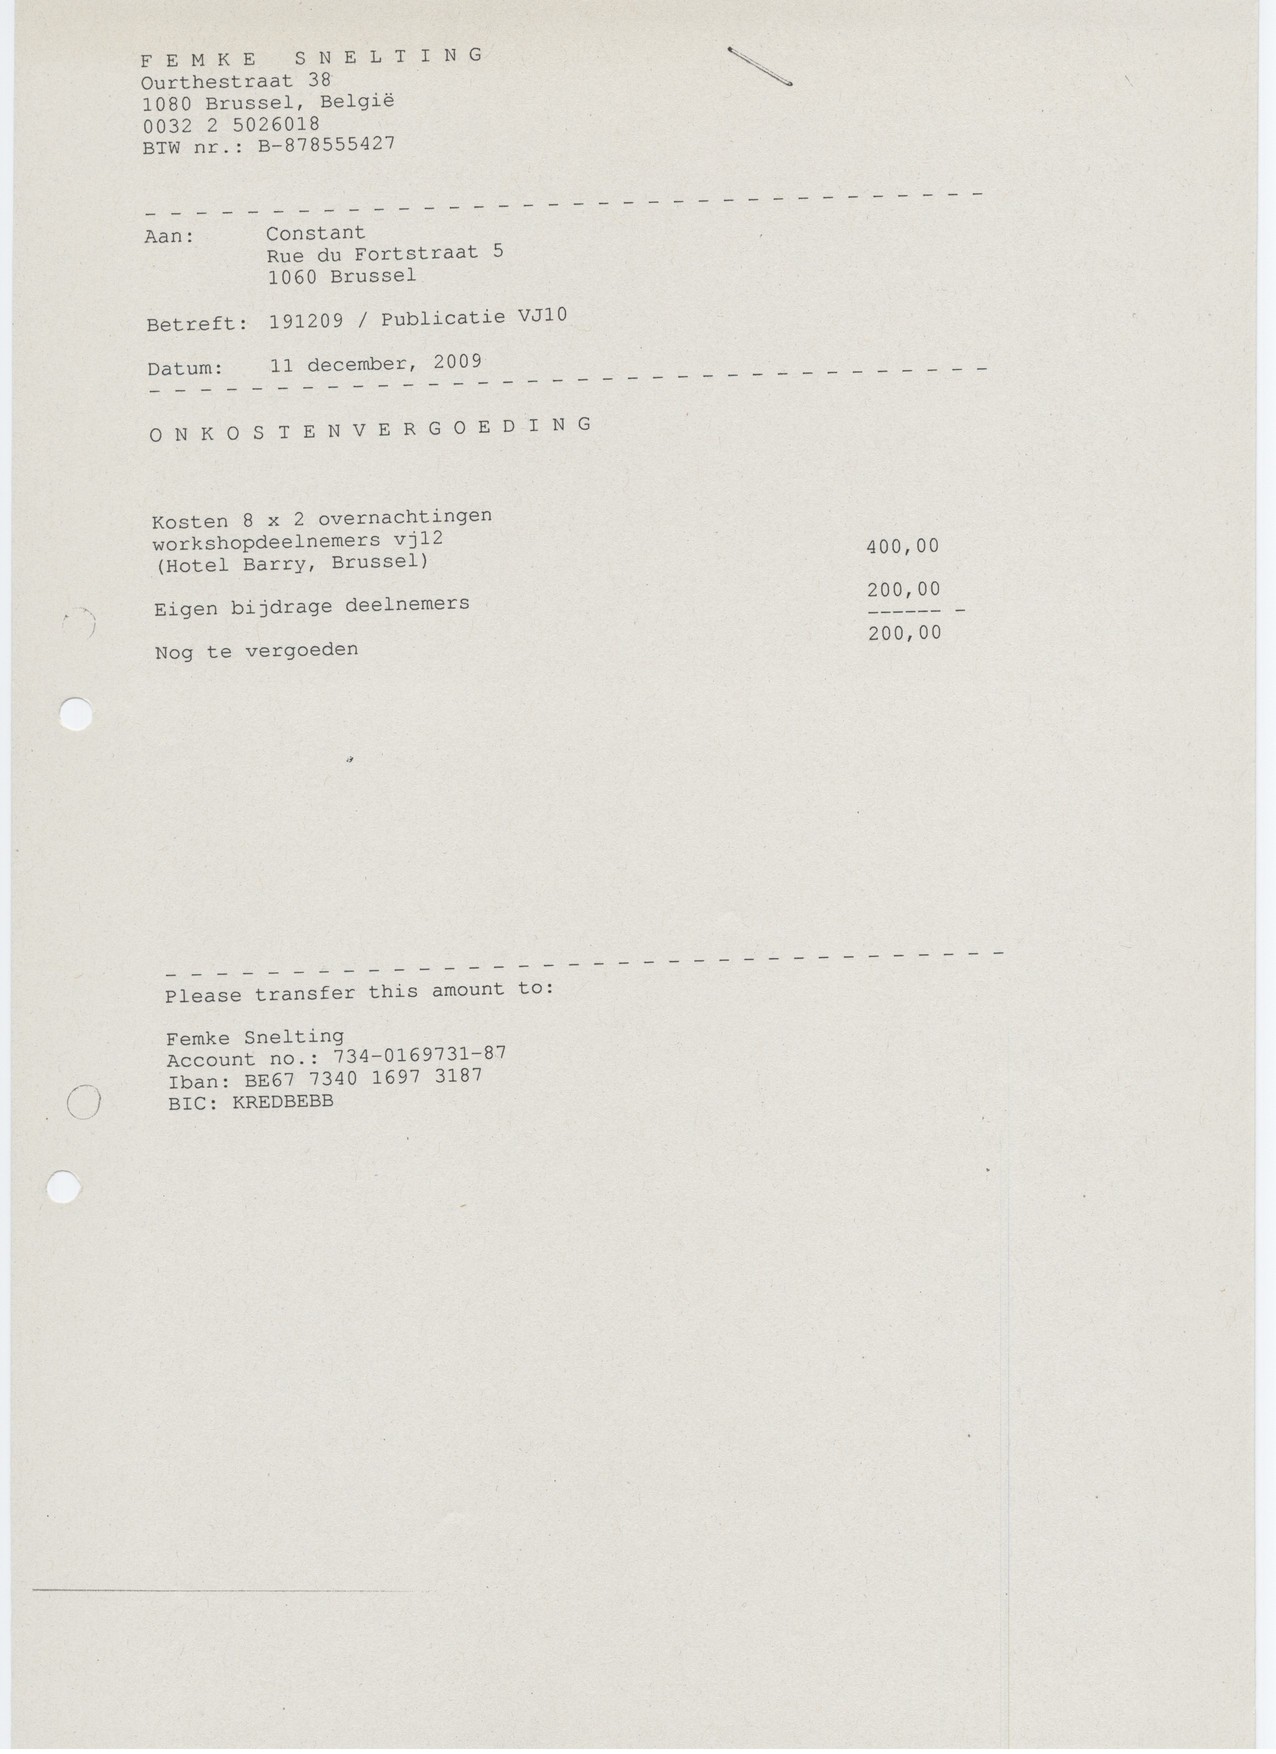 F E M K E   S N E L T I N G
Ourthestraat 38
1080 Brussel, België
0032 2 5026018
BTW nr.: B-878555427
- - - - - - - - - - - - - - - - - - - - - - - - - - - - - - - - - -
Aan: Constant
Rue du Fortstraat 5
1060 Brussel
Betreft: 191209 / Publicatie VJ10
Datum: 11 december, 2009
- - - - - - - - - - - - - - - - - - - - - - - - - - - - - - - - - -
O N K O S T E N V E R G O E D I N G
Kosten 8 x 2 overnachtingen
workshopdeelnemers vj12
(Hotel Barry, Brussel) 400,00
Eigen bijdrage deelnemers 200,00
------ -
Nog te vergoeden 200,00
- - - - - - - - - - - - - - - - - - - - - - - - - - - - - - - - - -
Please transfer this amount to:
Femke Snelting
Account no.: 734-0169731-87
Iban: BE67 7340 1697 3187
BIC: KREDBEBB